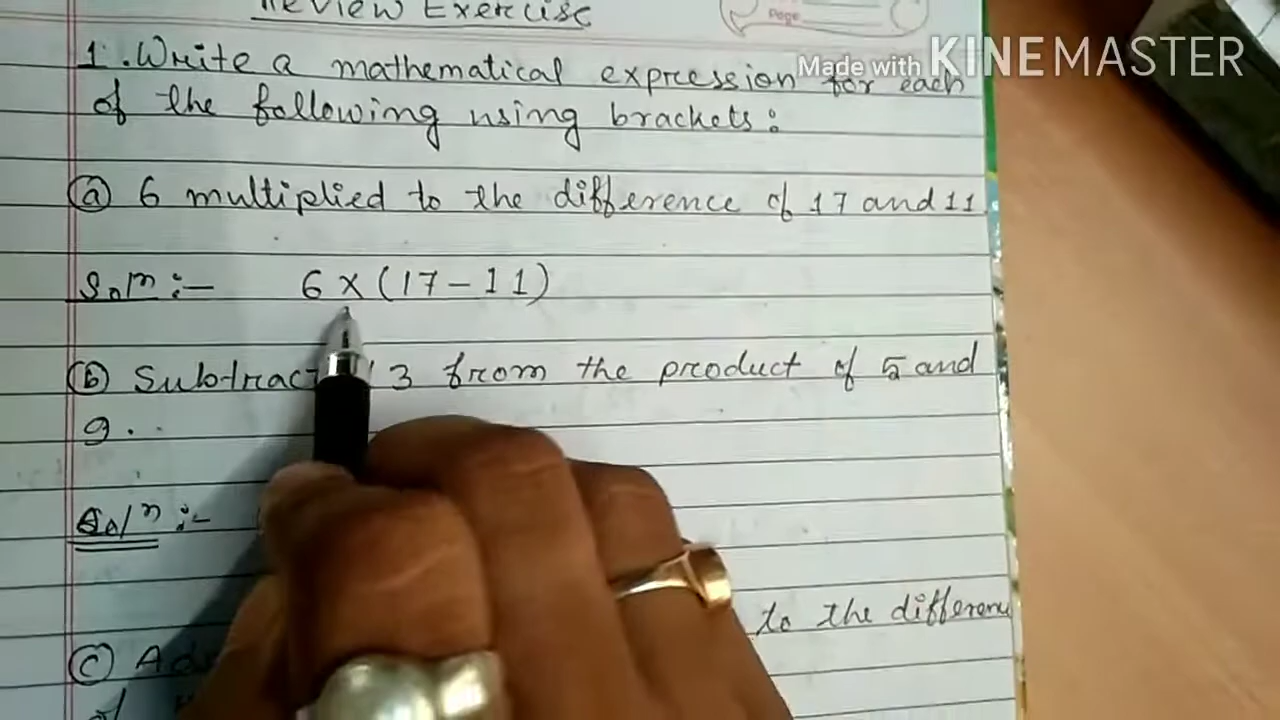 Review Exercise
Page
Made with KINEMASTER
1. Write a mathematical expression for each
of the following using brackets:
(a) 6 multiplied to the difference of 17 and 11
Soln :- 6 × (17 - 11)
(b) Subtract 3 from the product of 5 and
9.
Soln :-
to the difference
(c)
of